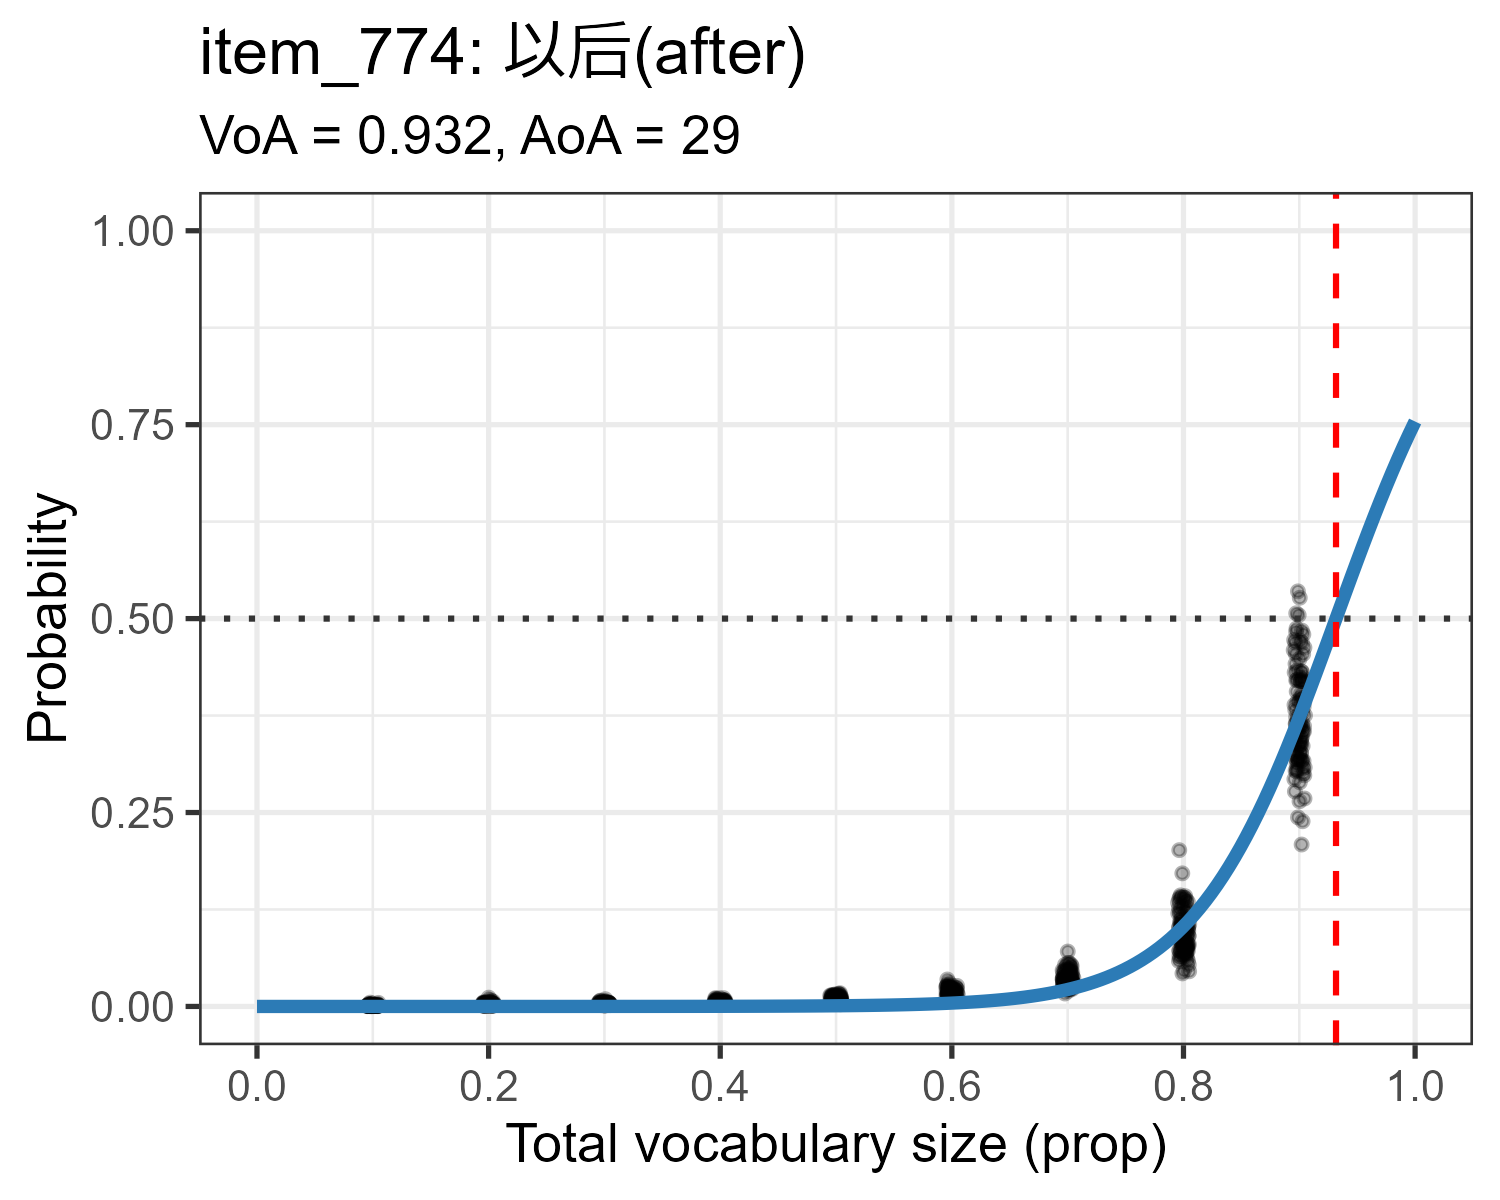 item_774: 以后(after)
VoA = 0.932, AoA = 29
1.00
0.75
0.50
0.25
0.00
Probability
0.0 0.2 0.4 0.6 0.8 1.0
Total vocabulary size (prop)